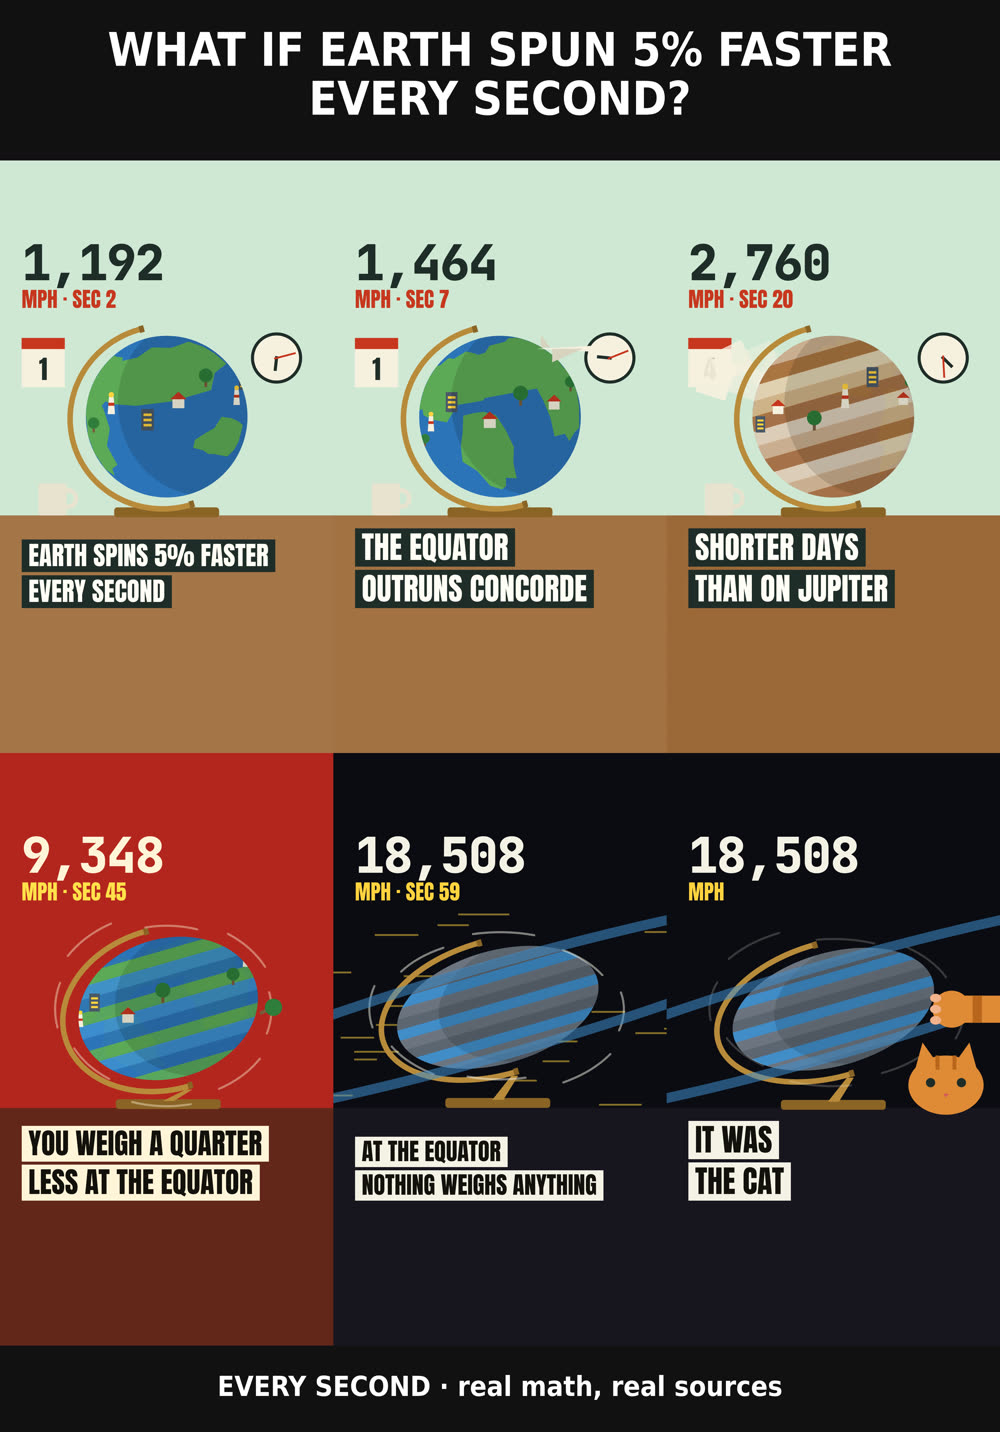 WHAT IF EARTH SPUN 5% FASTER
EVERY SECOND?
1,192
MPH · SEC 2
1
EARTH SPINS 5% FASTER
EVERY SECOND
1,464
MPH · SEC 7
1
THE EQUATOR
OUTRUNS CONCORDE
2,760
MPH · SEC 20
4
SHORTER DAYS
THAN ON JUPITER
9,348
MPH · SEC 45
YOU WEIGH A QUARTER
LESS AT THE EQUATOR
18,508
MPH · SEC 59
AT THE EQUATOR
NOTHING WEIGHS ANYTHING
18,508
MPH
IT WAS
THE CAT
EVERY SECOND · real math, real sources